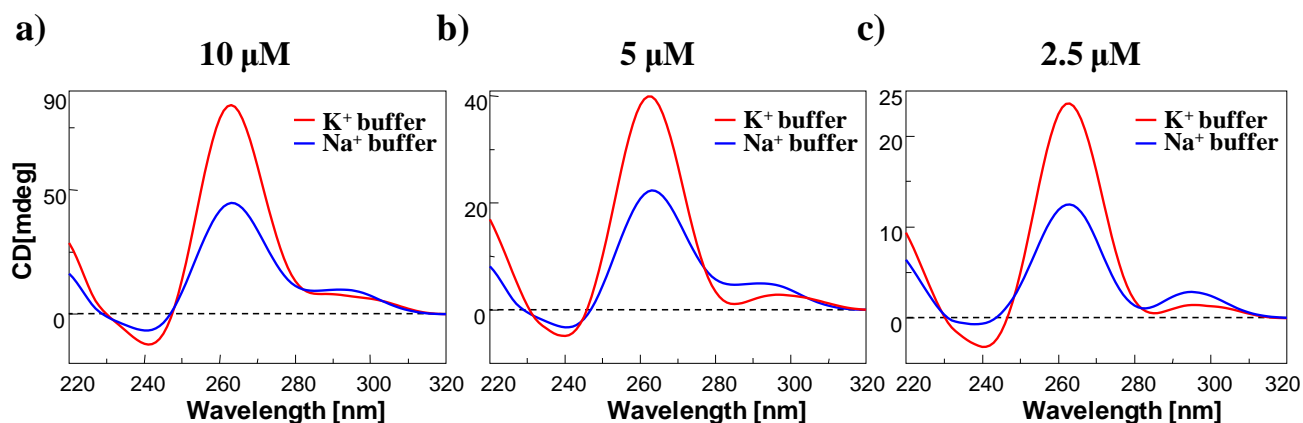 a)
10 μM
CD[mdeg]
90
50
0
K⁺ buffer
Na⁺ buffer
220 240 260 280 300 320
Wavelength [nm]
b)
5 μM
40
20
0
K⁺ buffer
Na⁺ buffer
220 240 260 280 300 320
Wavelength [nm]
c)
2.5 μM
25
20
10
0
K⁺ buffer
Na⁺ buffer
220 240 260 280 300 320
Wavelength [nm]